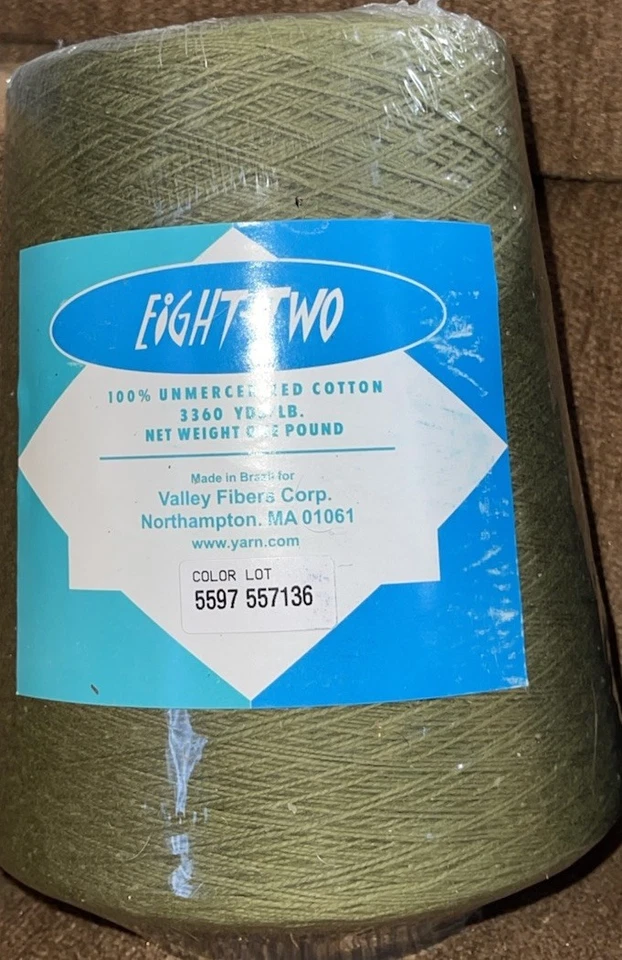 EIGHT-TWO
100% UNMERCERIZED COTTON
3360 YDS/LB.
NET WEIGHT ONE POUND
Made in Brazil for
Valley Fibers Corp.
Northampton, MA 01061
www.yarn.com
COLOR LOT
5597 557136